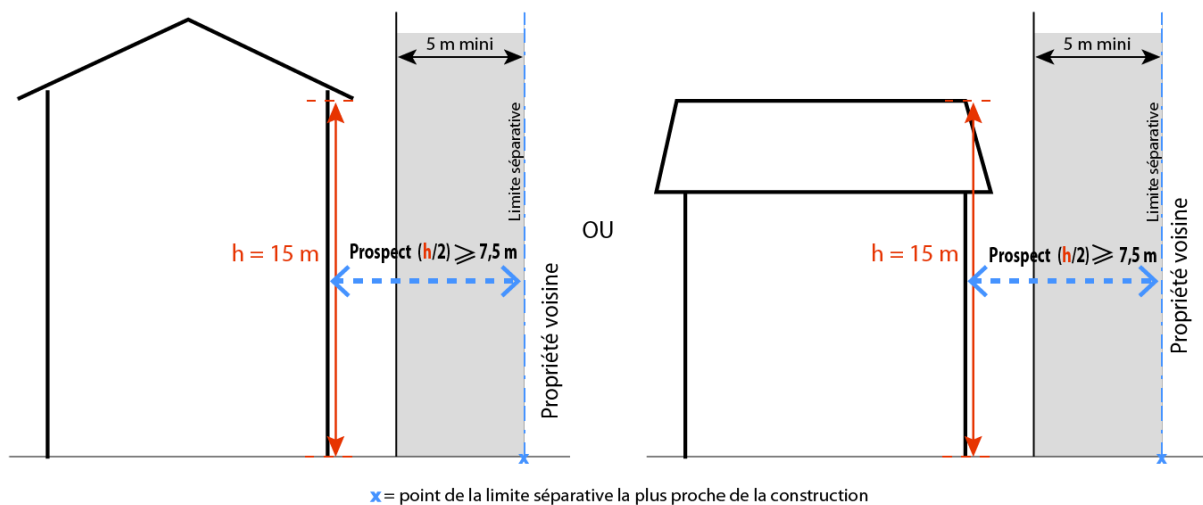 5 m mini
Limite séparative
h = 15 m
Prospect (h/2) ⩾ 7,5 m
Propriété voisine
OU
5 m mini
Limite séparative
h = 15 m
Prospect (h/2) ⩾ 7,5 m
Propriété voisine
x = point de la limite séparative la plus proche de la construction